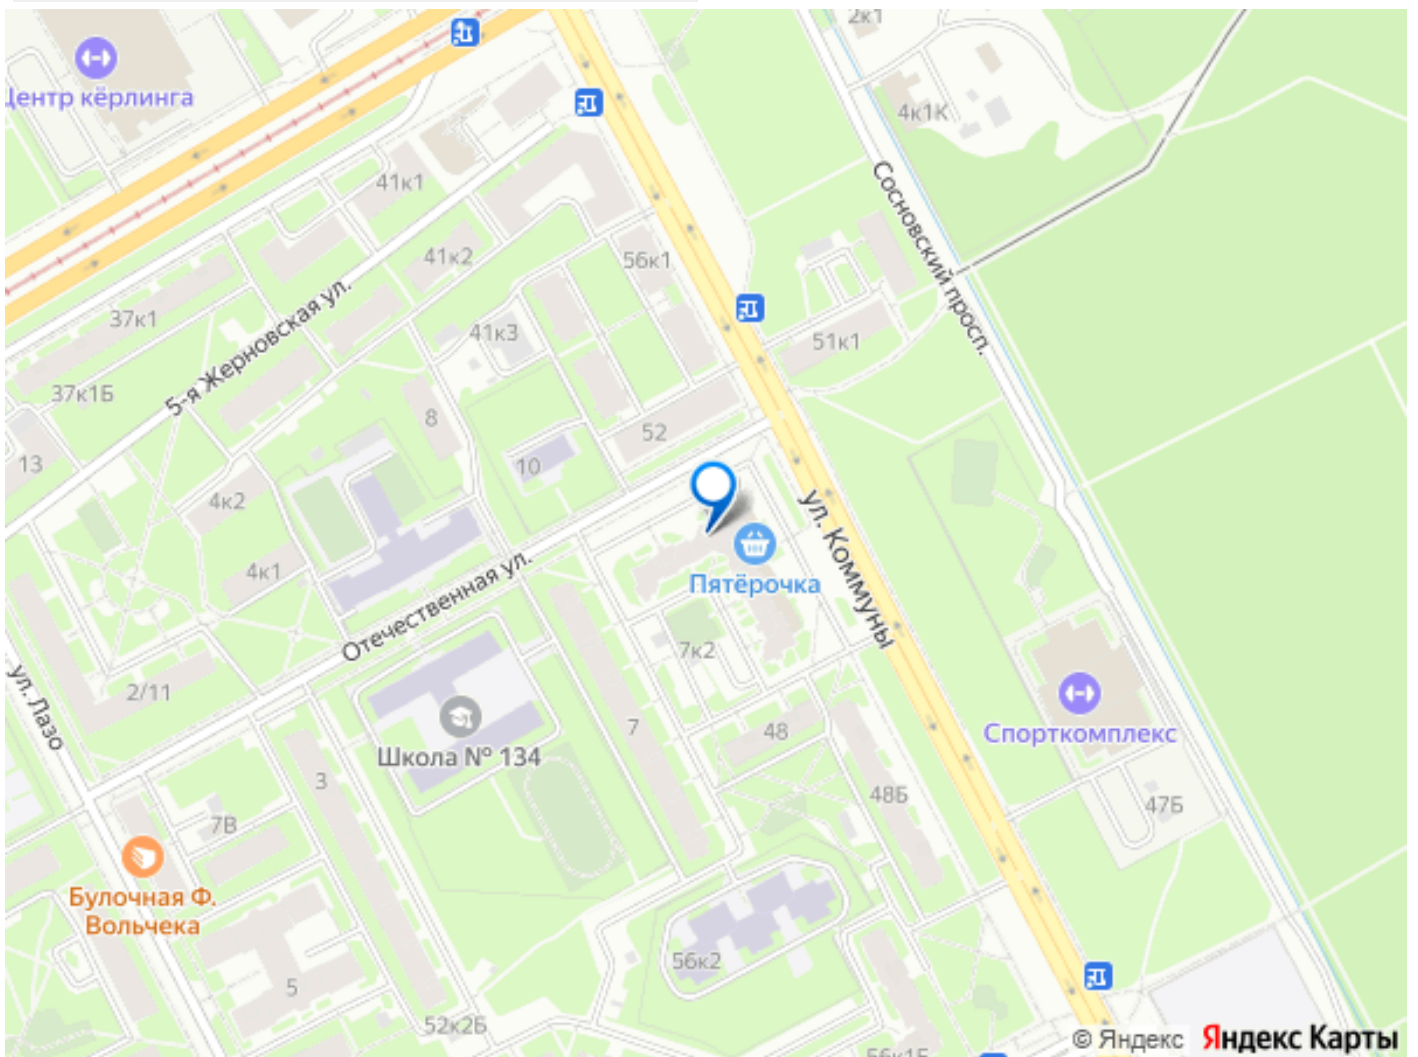 2к1
Центр кёрлинга
4к1К
41к1
Сосновский просп.
41к2
56к1
5-я Жерновская ул.
37к1
41к3
51к1
37к1Б
8
52
13
10
4к2
ул. Коммуны
4к1
Отечественная ул.
Пятёрочка
7к2
ул. Лазо
2/11
7
48
Спорткомплекс
Школа № 134
3
48Б
47Б
7В
Булочная Ф.
Вольчека
56к2
5
52к2Б
56к1Б
© Яндекс Яндекс Карты